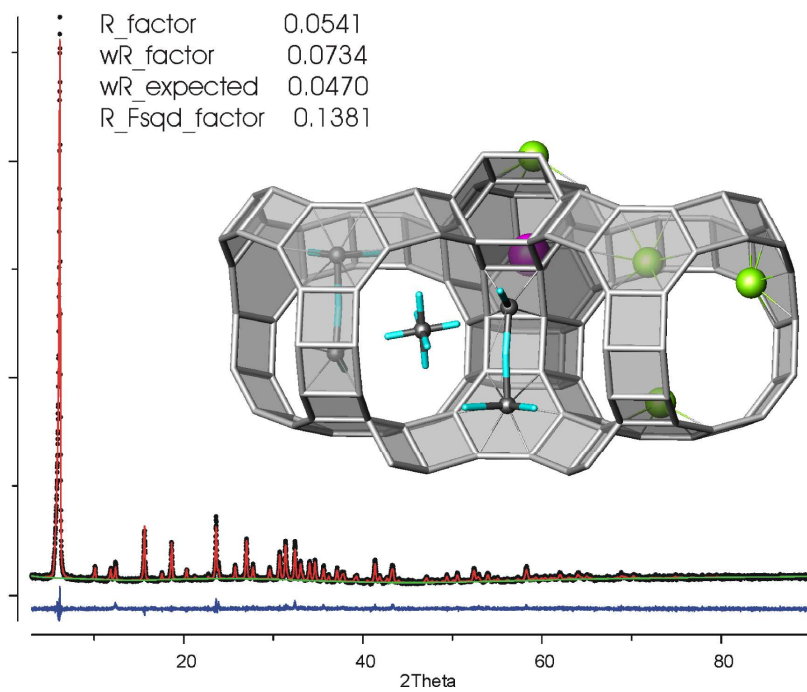 R_factor 0.0541
wR_factor 0.0734
wR_expected 0.0470
R_Fsqd_factor 0.1381
20 40 60 80
2Theta